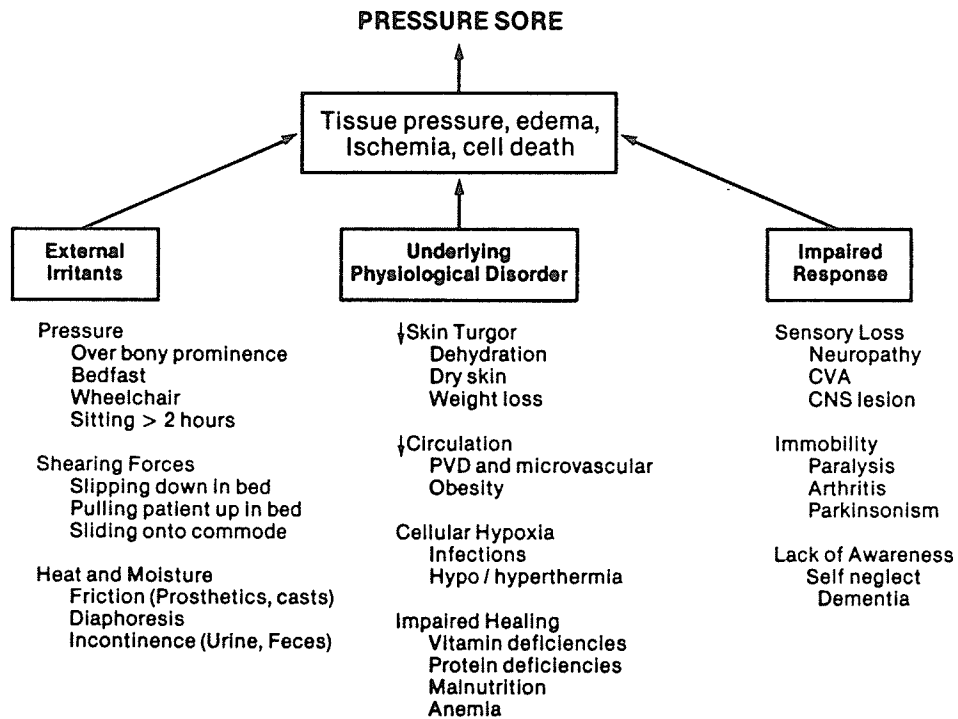 PRESSURE SORE
Tissue pressure, edema,
Ischemia, cell death
External
Irritants
Pressure
Over bony prominence
Bedfast
Wheelchair
Sitting > 2 hours
Shearing Forces
Slipping down in bed
Pulling patient up in bed
Sliding onto commode
Heat and Moisture
Friction (Prosthetics, casts)
Diaphoresis
Incontinence (Urine, Feces)
Underlying
Physiological Disorder
↓Skin Turgor
Dehydration
Dry skin
Weight loss
↓Circulation
PVD and microvascular
Obesity
Cellular Hypoxia
Infections
Hypo / hyperthermia
Impaired Healing
Vitamin deficiencies
Protein deficiencies
Malnutrition
Anemia
Impaired
Response
Sensory Loss
Neuropathy
CVA
CNS lesion
Immobility
Paralysis
Arthritis
Parkinsonism
Lack of Awareness
Self neglect
Dementia